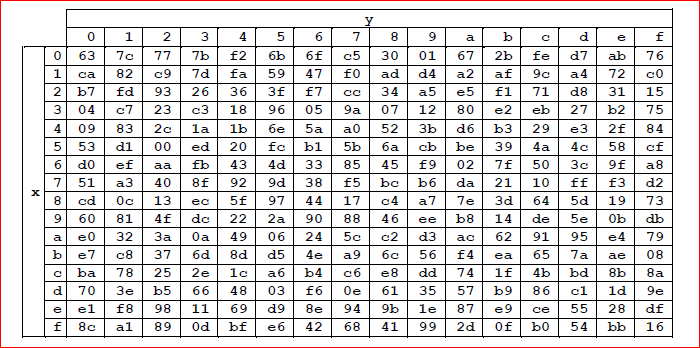 y
0 1 2 3 4 5 6 7 8 9 a b c d e f
0 63 7c 77 7b f2 6b 6f c5 30 01 67 2b fe d7 ab 76
1 ca 82 c9 7d fa 59 47 f0 ad d4 a2 af 9c a4 72 c0
2 b7 fd 93 26 36 3f f7 cc 34 a5 e5 f1 71 d8 31 15
3 04 c7 23 c3 18 96 05 9a 07 12 80 e2 eb 27 b2 75
4 09 83 2c 1a 1b 6e 5a a0 52 3b d6 b3 29 e3 2f 84
5 53 d1 00 ed 20 fc b1 5b 6a cb be 39 4a 4c 58 cf
6 d0 ef aa fb 43 4d 33 85 45 f9 02 7f 50 3c 9f a8
x 7 51 a3 40 8f 92 9d 38 f5 bc b6 da 21 10 ff f3 d2
8 cd 0c 13 ec 5f 97 44 17 c4 a7 7e 3d 64 5d 19 73
9 60 81 4f dc 22 2a 90 88 46 ee b8 14 de 5e 0b db
a e0 32 3a 0a 49 06 24 5c c2 d3 ac 62 91 95 e4 79
b e7 c8 37 6d 8d d5 4e a9 6c 56 f4 ea 65 7a ae 08
c ba 78 25 2e 1c a6 b4 c6 e8 dd 74 1f 4b bd 8b 8a
d 70 3e b5 66 48 03 f6 0e 61 35 57 b9 86 c1 1d 9e
e e1 f8 98 11 69 d9 8e 94 9b 1e 87 e9 ce 55 28 df
f 8c a1 89 0d bf e6 42 68 41 99 2d 0f b0 54 bb 16